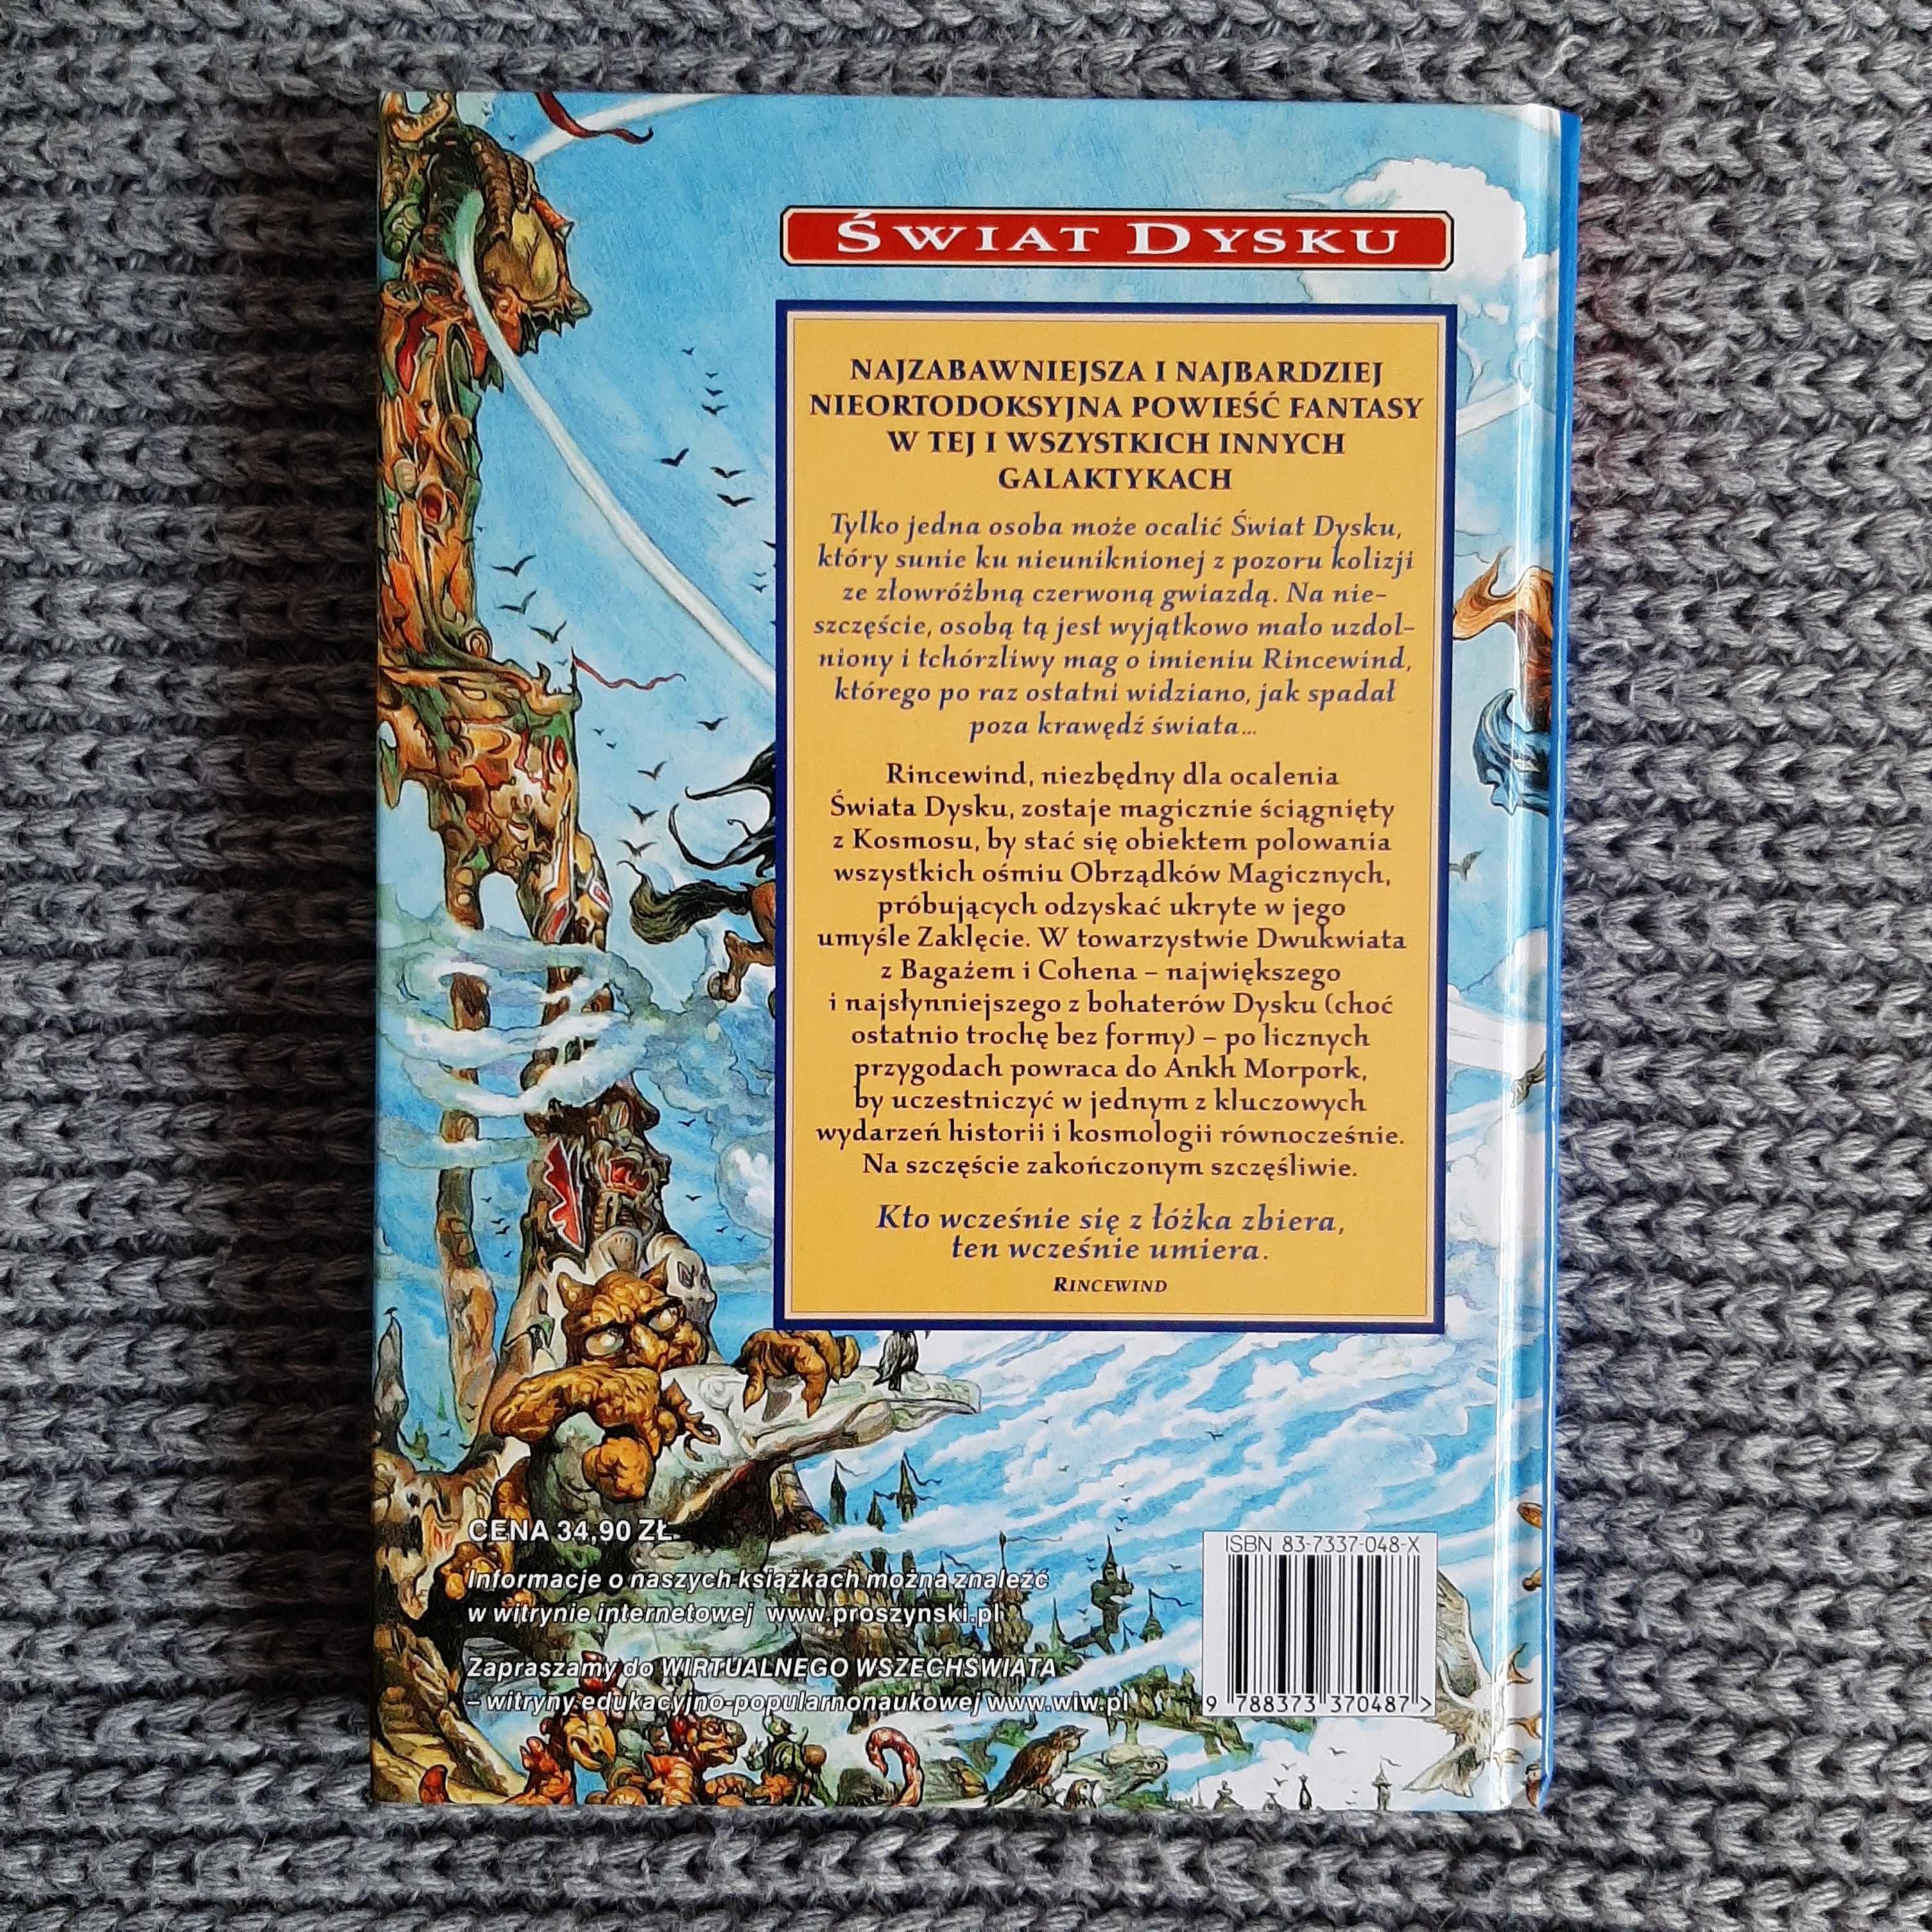 ŚWIAT DYSKU
NAJZABAWNIEJSZA I NAJBARDZIEJ
NIEORTODOKSYJNA POWIEŚĆ FANTASY
W TEJ I WSZYSTKICH INNYCH
GALAKTYKACH
Tylko jedna osoba może ocalić Świat Dysku,
który sunie ku nieuniknionej z pozoru kolizji
ze złowróżbną czerwoną gwiazdą. Na nie-
szczęście, osobą tą jest wyjątkowo mało uzdol-
niony i tchórzliwy mag o imieniu Rincewind,
którego po raz ostatni widziano, jak spadał
poza krawędź świata...
Rincewind, niezbędny dla ocalenia
Świata Dysku, zostaje magicznie ściągnięty
z Kosmosu, by stać się obiektem polowania
wszystkich ośmiu Obrządków Magicznych,
próbujących odzyskać ukryte w jego
umyśle Zaklęcie. W towarzystwie Dwukwiata
z Bagażem i Cohena – największego
i najsłynniejszego z bohaterów Dysku (choć
ostatnio trochę bez formy) – po licznych
przygodach powraca do Ankh Morpork,
by uczestniczyć w jednym z kluczowych
wydarzeń historii i kosmologii równocześnie.
Na szczęście zakończonym szczęśliwie.
Kto wcześnie się z łóżka zbiera,
ten wcześnie umiera.
RINCEWIND
CENA 34,90 ZŁ.
Informacje o naszych książkach można znaleźć
w witrynie internetowej www.proszynski.pl
Zapraszamy do WIRTUALNEGO WSZECHŚWIATA
– witryny edukacyjno-popularnonaukowej www.wiw.pl
ISBN 83-7337-048-X
9 788373 370487 >